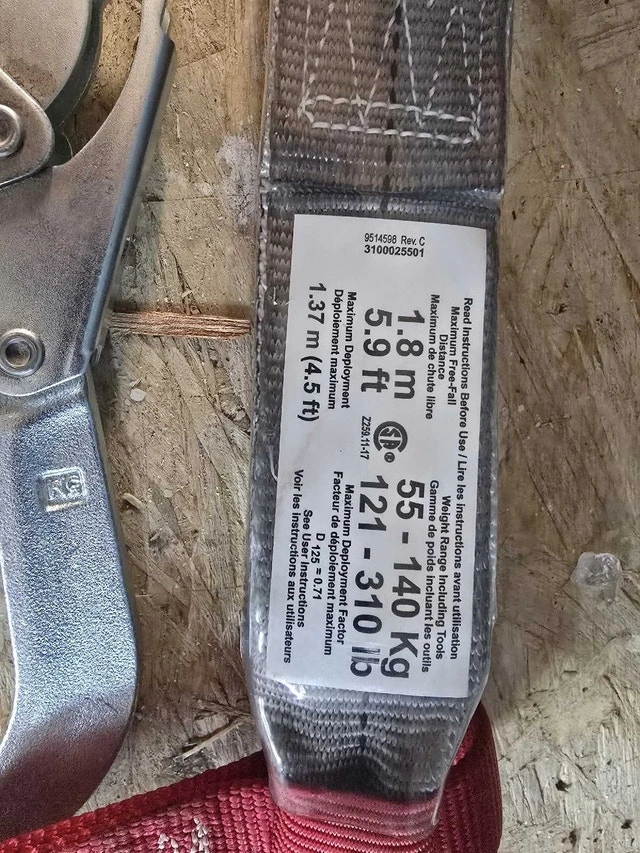 9514598 Rev. C
3100025501
Read Instructions Before Use / Lire les instructions avant utilisation
Maximum Free-Fall
Distance
Maximum de chute libre
1.8 m
5.9 ft
Weight Range Including Tools
Gamme de poids incluant les outils
55 - 140 Kg
121 - 310 lb
SA®
Z259.11-17
Maximum Deployment
Déploiement maximum
1.37 m (4.5 ft)
Maximum Deployment Factor
Facteur de déploiement maximum
D 125 = 0.71
See User Instructions
Voir les instructions aux utilisateurs
RG